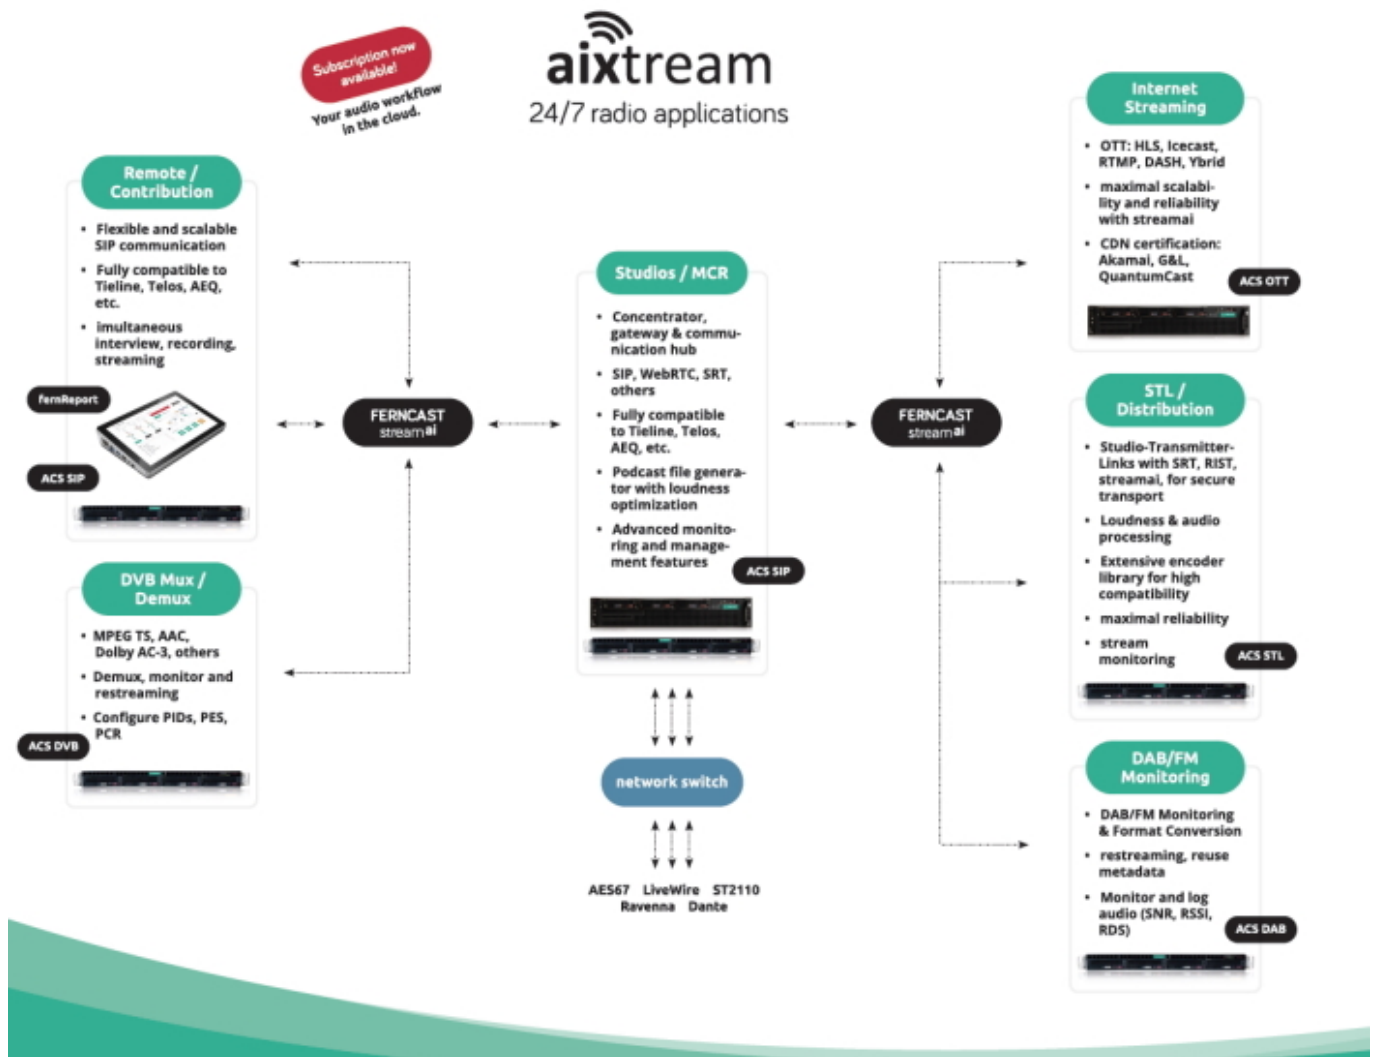 Subscription now
available!
Your audio workflow
in the cloud.
aixtream
24/7 radio applications
Remote /
Contribution
• Flexible and scalable
SIP communication
• Fully compatible to
Tieline, Telos, AEQ,
etc.
• imultaneous
interview, recording,
streaming
fernReport
ACS SIP
DVB Mux /
Demux
• MPEG TS, AAC,
Dolby AC-3, others
• Demux, monitor and
restreaming
• Configure PIDs, PES,
PCR
ACS DVB
FERNCAST
streamai
Studios / MCR
• Concentrator,
gateway & commu-
nication hub
• SIP, WebRTC, SRT,
others
• Fully compatible
to Tieline, Telos,
AEQ, etc.
• Podcast file genera-
tor with loudness
optimization
• Advanced monito-
ring and manage-
ment features
ACS SIP
network switch
AES67 LiveWire ST2110
Ravenna Dante
FERNCAST
streamai
Internet
Streaming
• OTT: HLS, Icecast,
RTMP, DASH, Ybrid
• maximal scalabi-
lity and reliability
with streamai
• CDN certification:
Akamai, G&L,
QuantumCast
ACS OTT
STL /
Distribution
• Studio-Transmitter-
Links with SRT, RIST,
streamai, for secure
transport
• Loudness & audio
processing
• Extensive encoder
library for high
compatibility
• maximal reliability
• stream
monitoring
ACS STL
DAB/FM
Monitoring
• DAB/FM Monitoring
& Format Conversion
• restreaming, reuse
metadata
• Monitor and log
audio (SNR, RSSI,
RDS)
ACS DAB